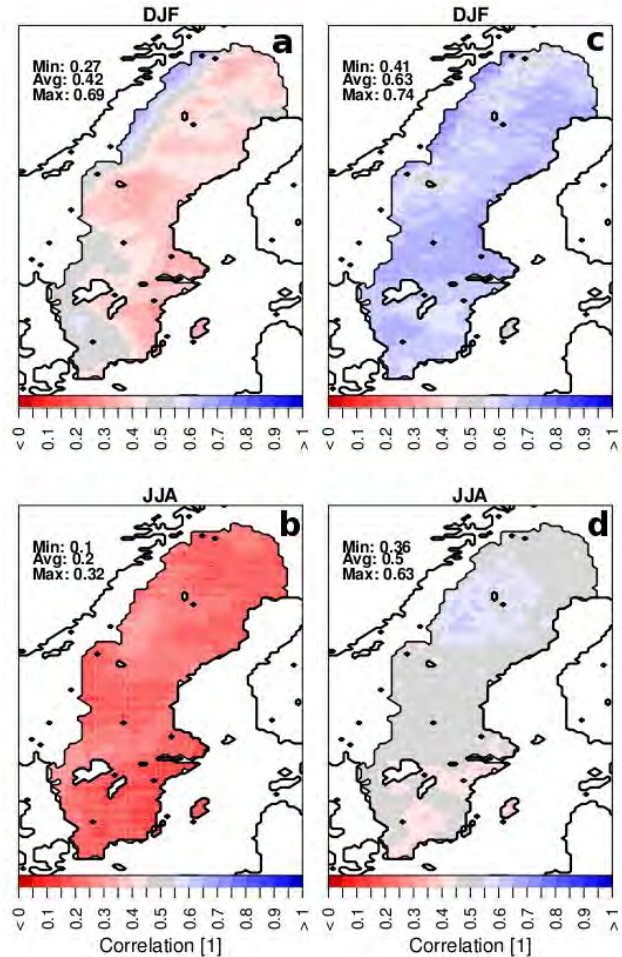 DJF
a
Min: 0.27
Avg: 0.42
Max: 0.69
< 0 0.1 0.2 0.3 0.4 0.5 0.6 0.7 0.8 0.9 > 1
DJF
c
Min: 0.41
Avg: 0.63
Max: 0.74
< 0 0.1 0.2 0.3 0.4 0.5 0.6 0.7 0.8 0.9 > 1
JJA
b
Min: 0.1
Avg: 0.2
Max: 0.32
< 0 0.1 0.2 0.3 0.4 0.5 0.6 0.7 0.8 0.9 > 1
Correlation [1]
JJA
d
Min: 0.36
Avg: 0.5
Max: 0.63
< 0 0.1 0.2 0.3 0.4 0.5 0.6 0.7 0.8 0.9 > 1
Correlation [1]